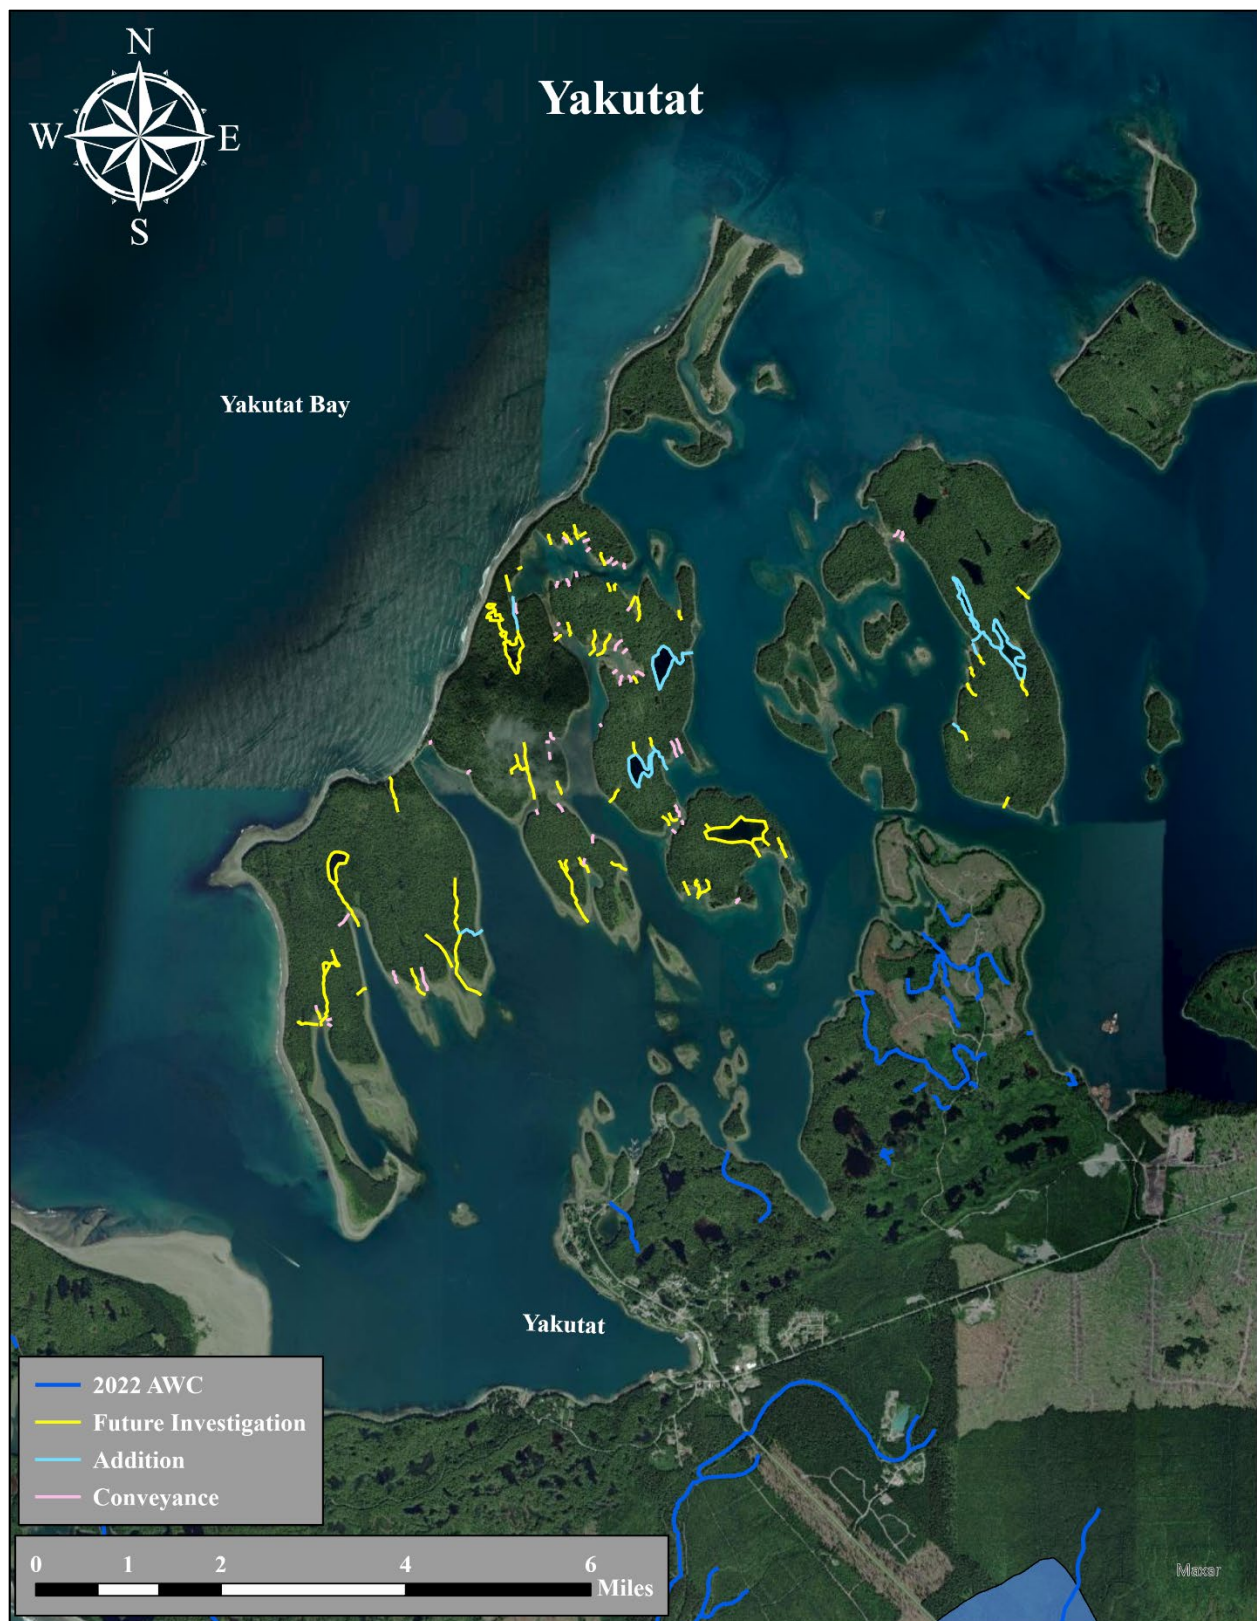 N
Yakutat
W E
S
Yakutat Bay
Yakutat
2022 AWC
Future Investigation
Addition
Conveyance
0 1 2 4 6
Miles
Maxar